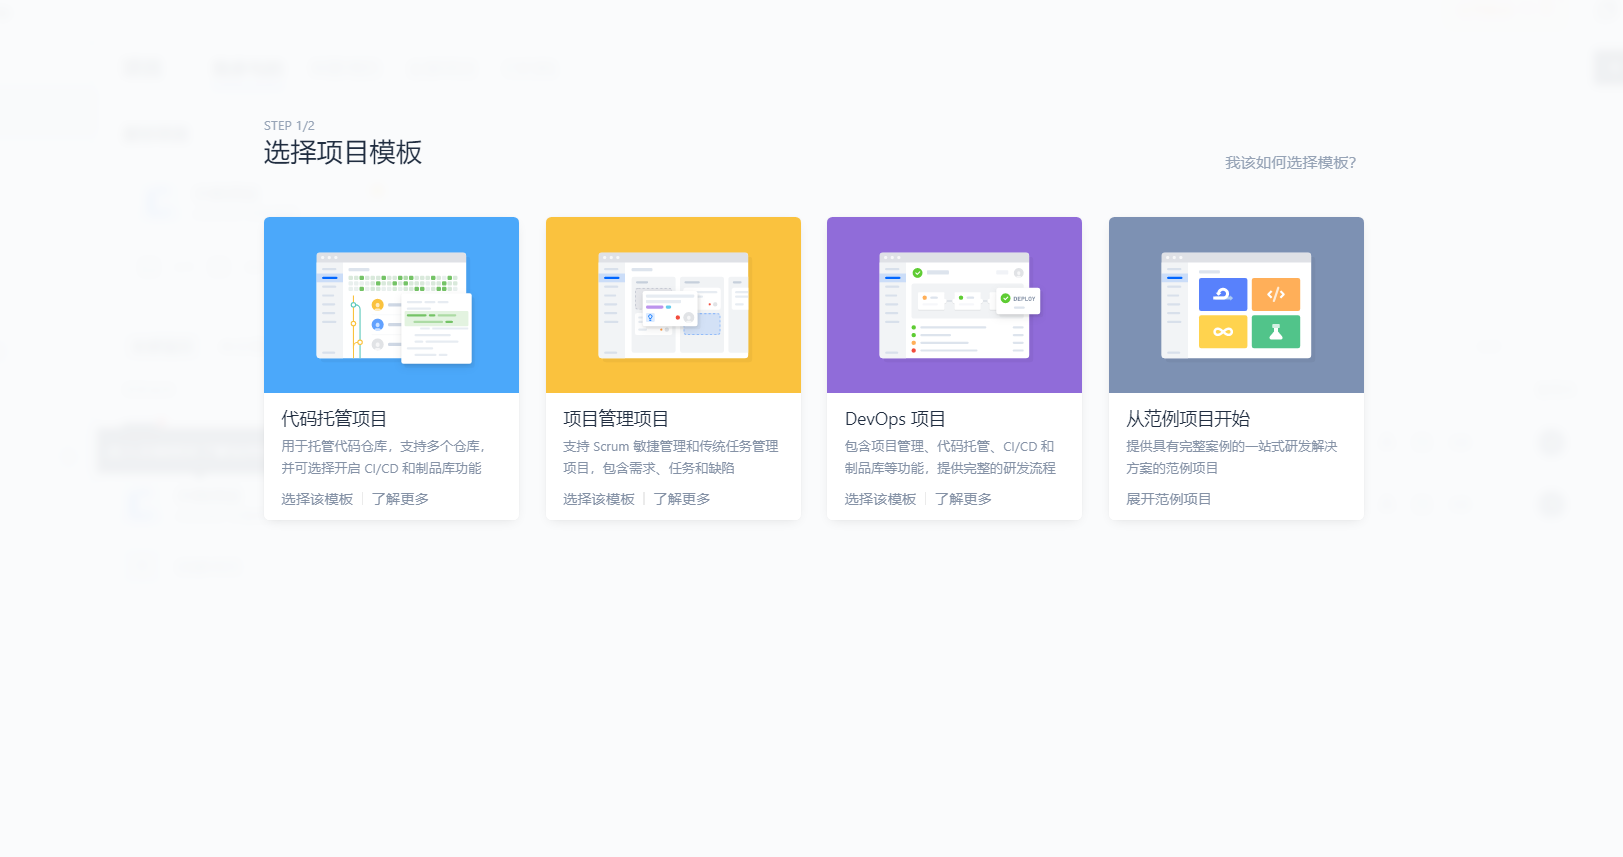 STEP 1/2
选择项目模板
我该如何选择模板?
DEPLOY
代码托管项目
用于托管代码仓库，支持多个仓库，
并可选择开启 CI/CD 和制品库功能
选择该模板 | 了解更多
项目管理项目
支持 Scrum 敏捷管理和传统任务管理
项目，包含需求、任务和缺陷
选择该模板 | 了解更多
DevOps 项目
包含项目管理、代码托管、CI/CD 和
制品库等功能，提供完整的研发流程
选择该模板 | 了解更多
从范例项目开始
提供具有完整案例的一站式研发解决
方案的范例项目
展开范例项目